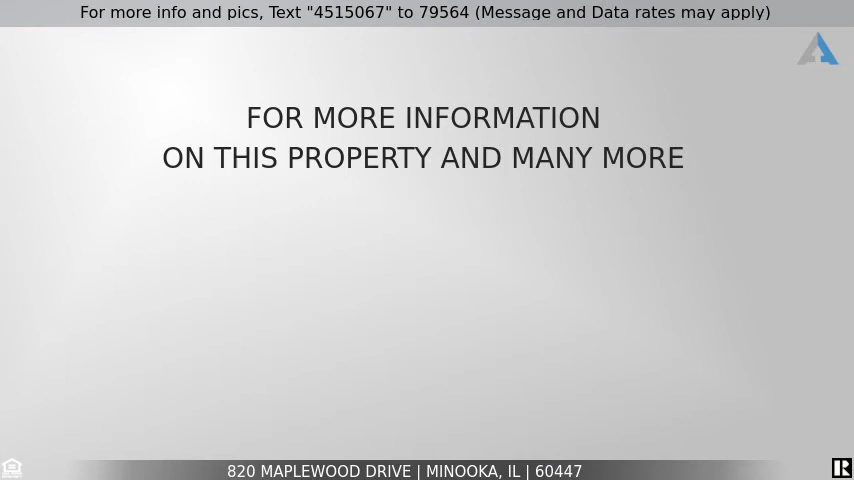 For more info and pics, Text "4515067" to 79564 (Message and Data rates may apply)
FOR MORE INFORMATION
ON THIS PROPERTY AND MANY MORE
820 MAPLEWOOD DRIVE | MINOOKA, IL | 60447